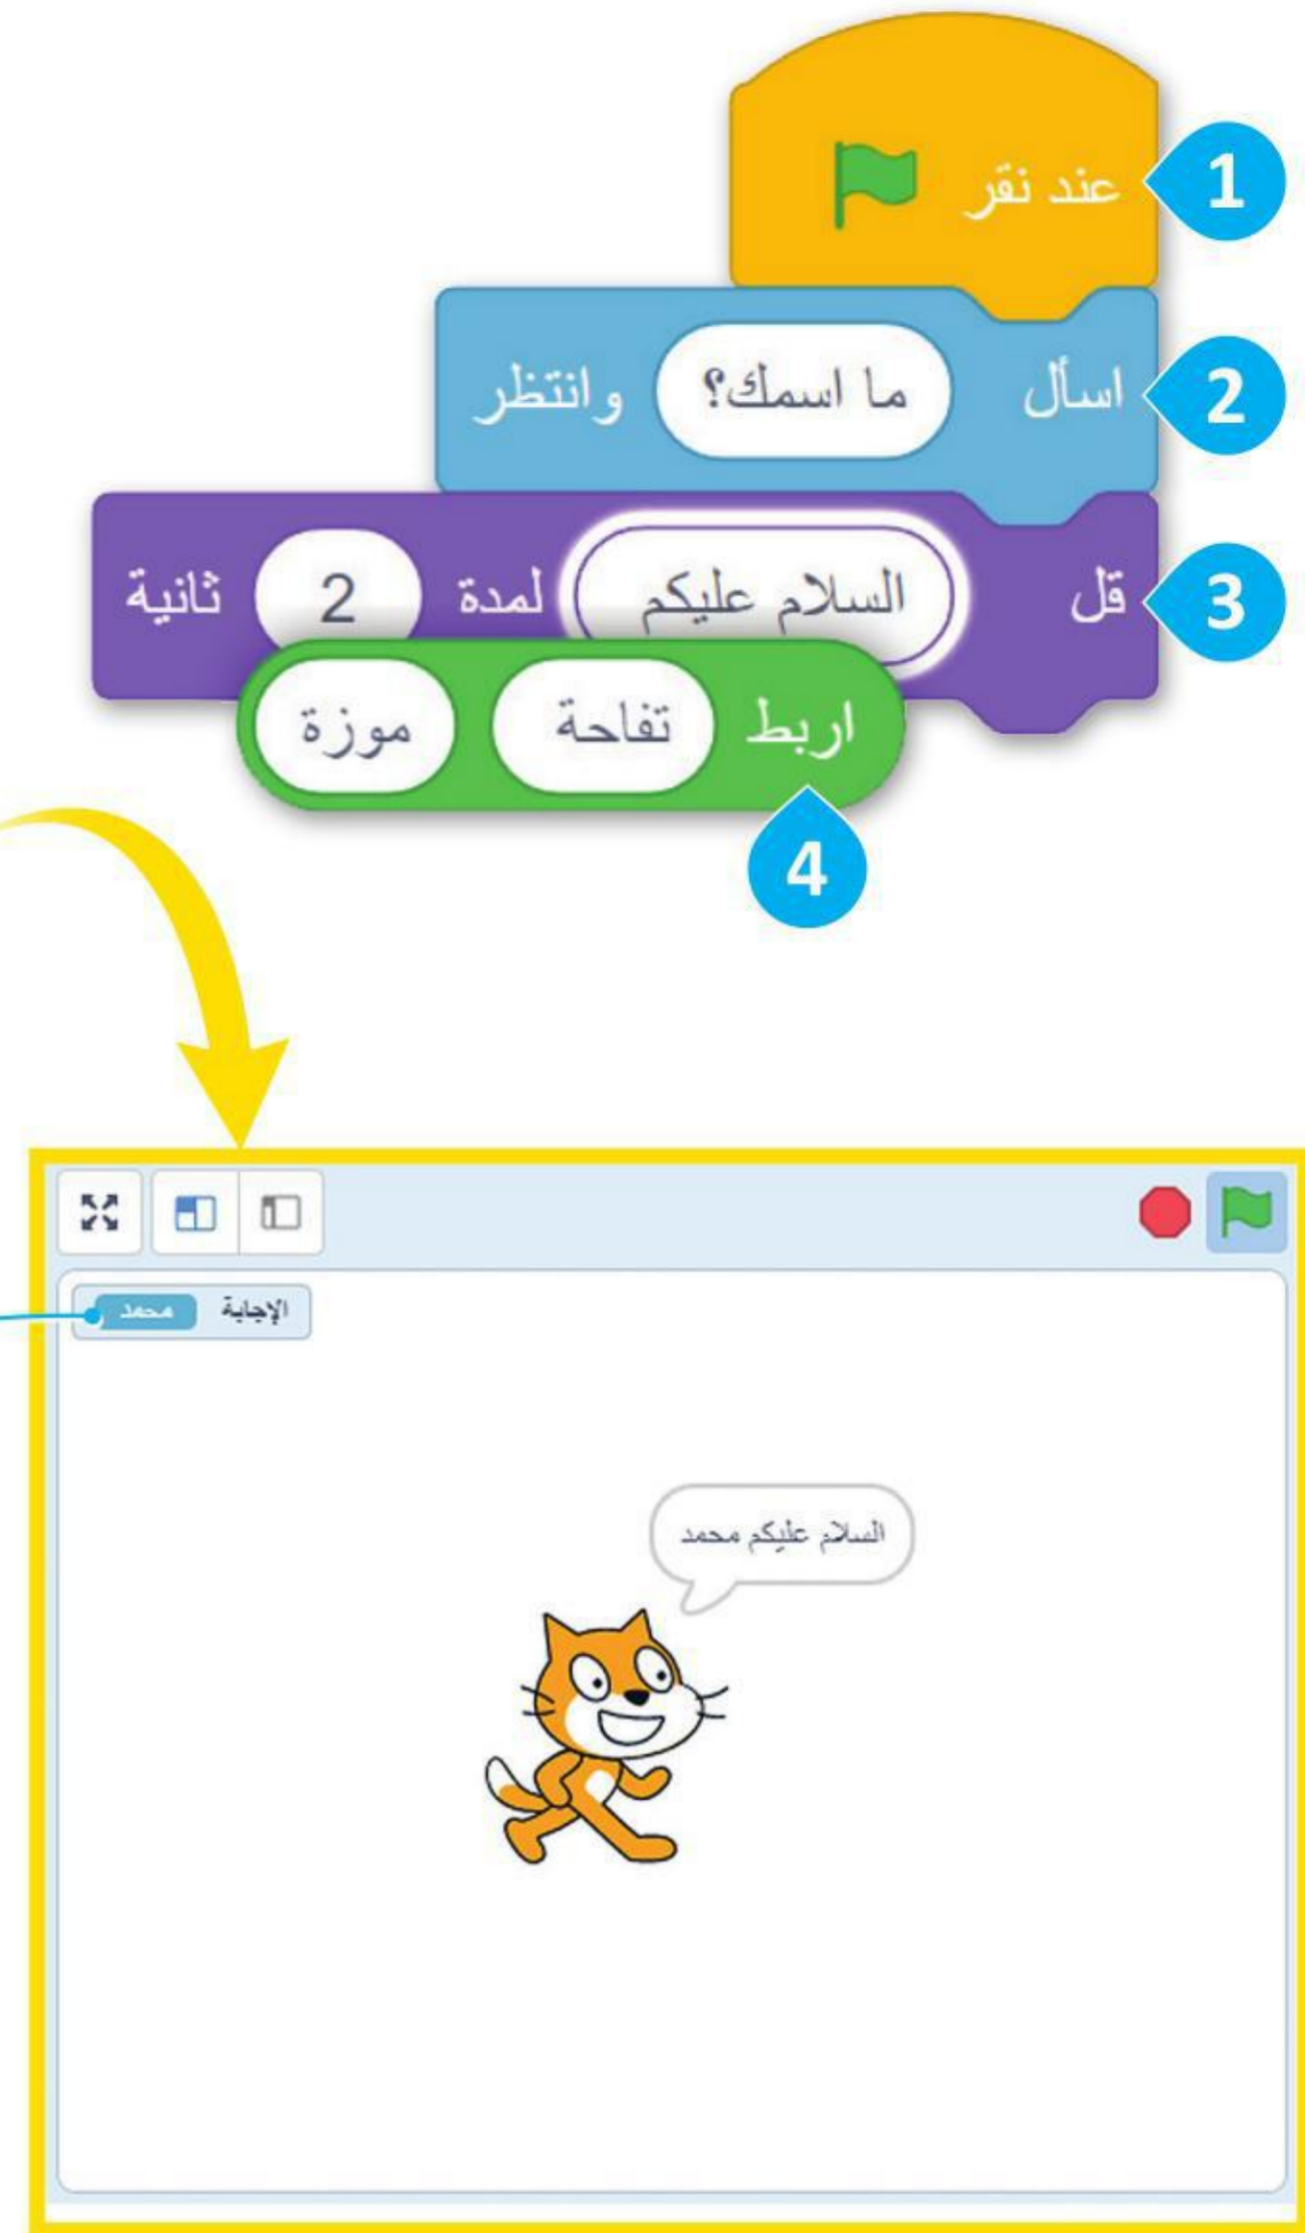 عند نقر 1
اسأل ما اسمك؟ وانتظر 2
قل السلام عليكم لمدة 2 ثانية 3
اربط تفاحة موزة
4
الإجابة محمد
السلام عليكم محمد